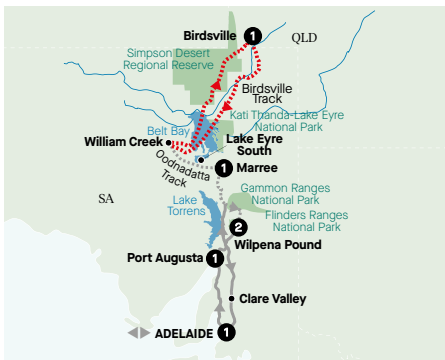 Birdsville 1
QLD
Simpson Desert
Regional Reserve
Birdsville
Track
Kati Thanda-Lake Eyre
National Park
Belt Bay
William Creek
Lake Eyre
South
Oodnadatta
Track
1 Marree
Gammon Ranges
National Park
SA
Lake
Torrens
Flinders Ranges
National Park
2
Wilpena Pound
Port Augusta 1
Clare Valley
ADELAIDE 1